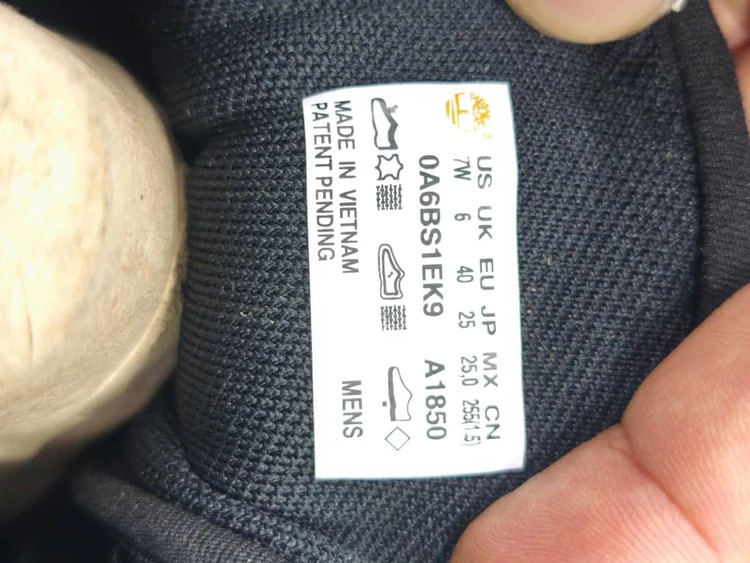 US UK EU JP MX CN
7W 6 40 25 25,0 255(1.5)
0A6BS1EK9 A1850
MENS
MADE IN VIETNAM
PATENT PENDING